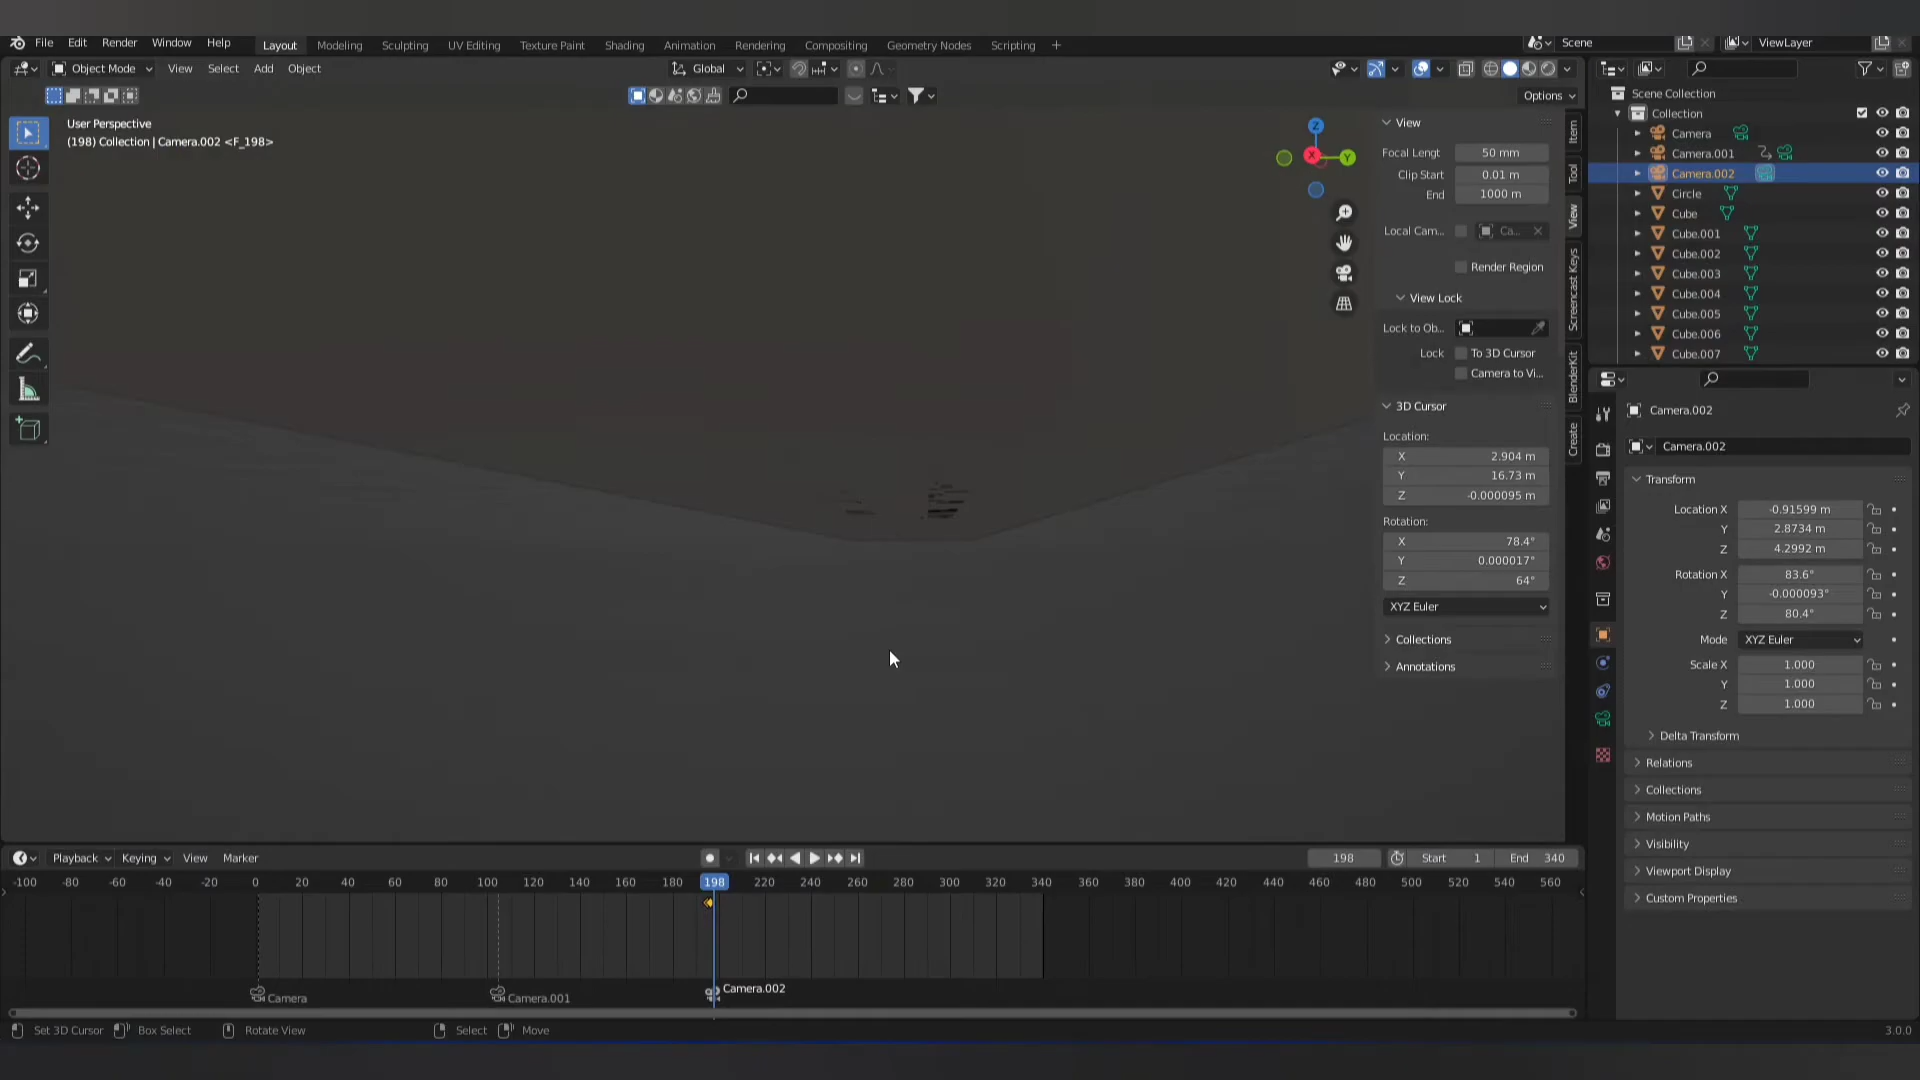 File Edit Render Window Help Layout Modeling Sculpting UV Editing Texture Paint Shading Animation Rendering Compositing Geometry Nodes Scripting + Scene ViewLayer
Object Mode View Select Add Object Global
Options
User Perspective
(198) Collection | Camera.002 <F_198>
Z
X Y
View
Focal Lengt 50 mm
Clip Start 0.01 m
End 1000 m
Local Cam... Ca...
Render Region
View Lock
Lock to Ob...
Lock To 3D Cursor
Camera to Vi...
3D Cursor
Location:
X 2.904 m
Y 16.73 m
Z -0.000095 m
Rotation:
X 78.4°
Y 0.000017°
Z 64°
XYZ Euler
Collections
Annotations
Item
Tool
View
Screencast Keys
BlenderKit
Create
Scene Collection
Collection
Camera
Camera.001
Camera.002
Circle
Cube
Cube.001
Cube.002
Cube.003
Cube.004
Cube.005
Cube.006
Cube.007
Camera.002
Camera.002
Transform
Location X -0.91599 m
Y 2.8734 m
Z 4.2992 m
Rotation X 83.6°
Y -0.000093°
Z 80.4°
Mode XYZ Euler
Scale X 1.000
Y 1.000
Z 1.000
Delta Transform
Relations
Collections
Motion Paths
Visibility
Viewport Display
Custom Properties
Playback Keying View Marker 198 Start 1 End 340
-100 -80 -60 -40 -20 0 20 40 60 80 100 120 140 160 180 198 220 240 260 280 300 320 340 360 380 400 420 440 460 480 500 520 540 560
Camera Camera.001 Camera.002
Set 3D Cursor Box Select Rotate View Select Move 3.0.0